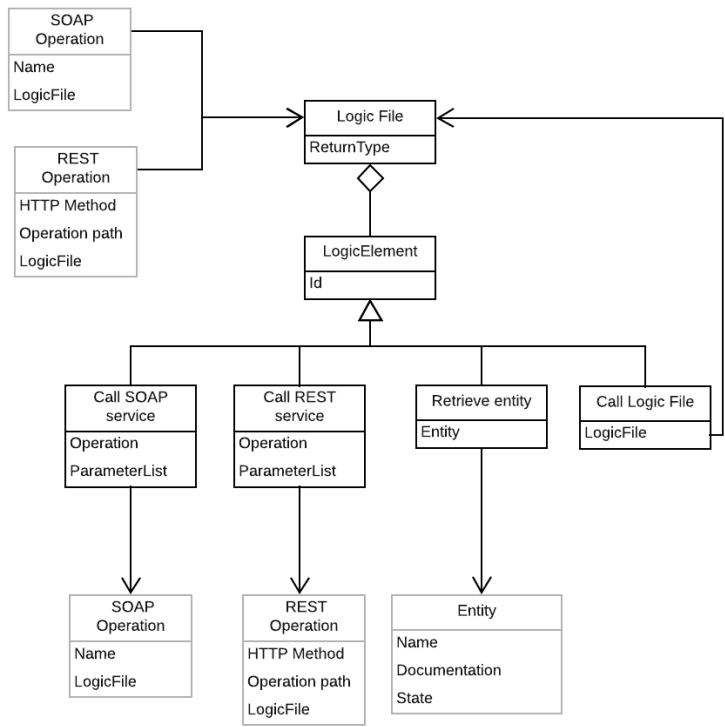 SOAP
Operation
Name
LogicFile
REST
Operation
HTTP Method
Operation path
LogicFile
Logic File
ReturnType
LogicElement
Id
Call SOAP
service
Operation
ParameterList
Call REST
service
Operation
ParameterList
Retrieve entity
Entity
Call Logic File
LogicFile
SOAP
Operation
Name
LogicFile
REST
Operation
HTTP Method
Operation path
LogicFile
Entity
Name
Documentation
State